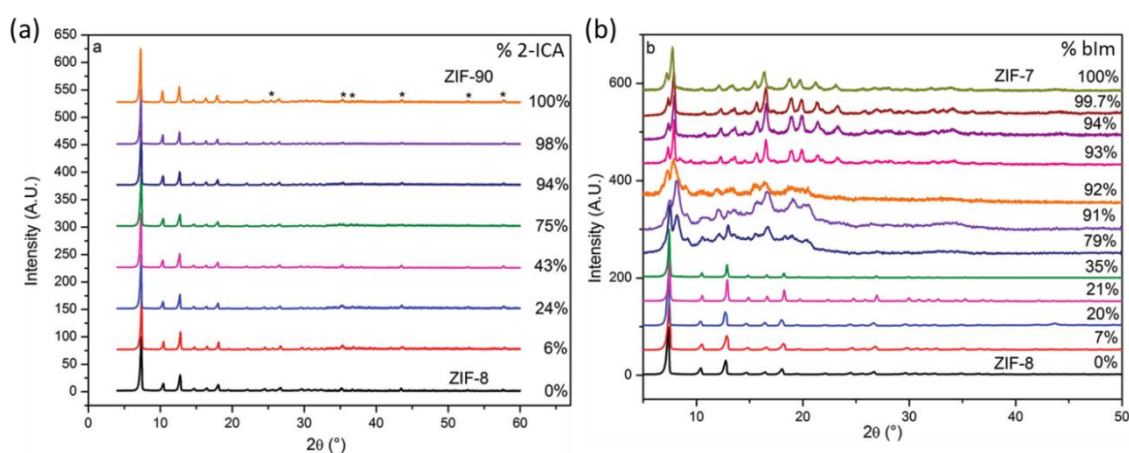 (a)
a
% 2-ICA
ZIF-90
* * * * * *
100%
98%
94%
75%
43%
24%
6%
ZIF-8
0%
650
600
550
500
450
400
350
300
250
200
150
100
50
0
Intensity (A.U.)
0 10 20 30 40 50 60
2θ (°)
(b)
b
% bIm
ZIF-7
100%
99.7%
94%
93%
92%
91%
79%
35%
21%
20%
7%
ZIF-8
0%
600
400
200
0
Intensity (A.U.)
10 20 30 40 50
2θ (°)